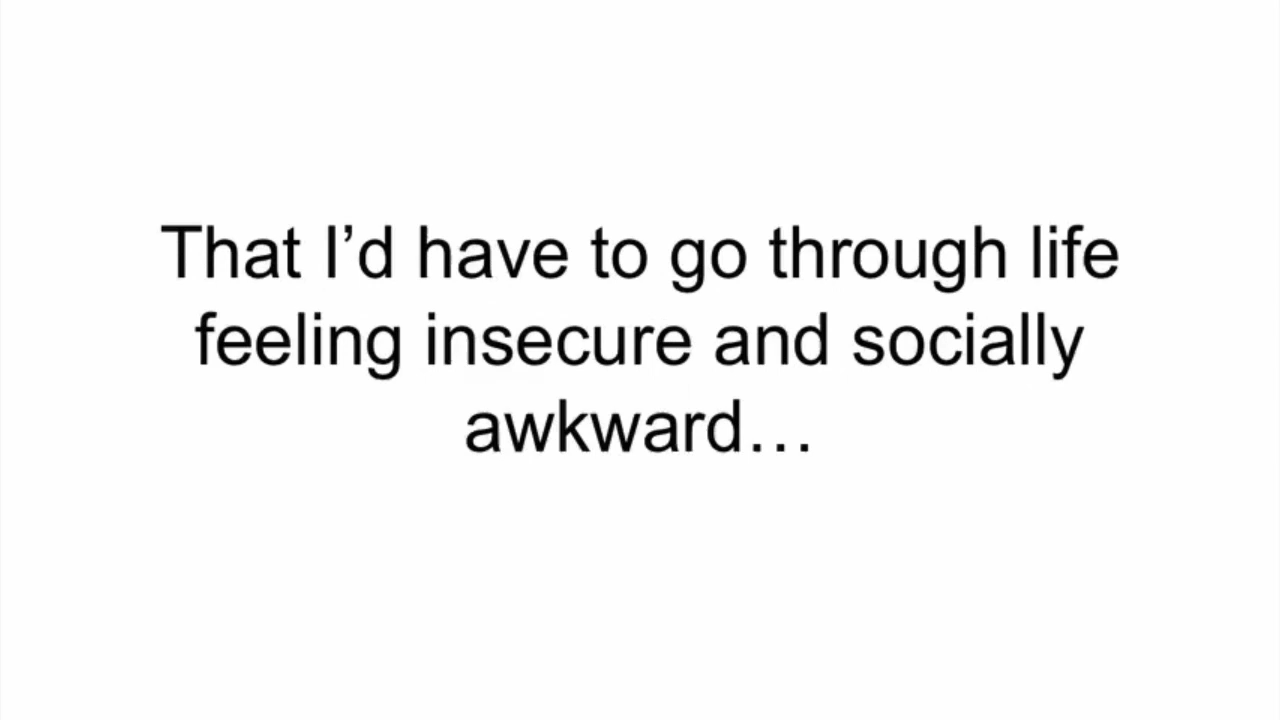 That I’d have to go through life
feeling insecure and socially
awkward…